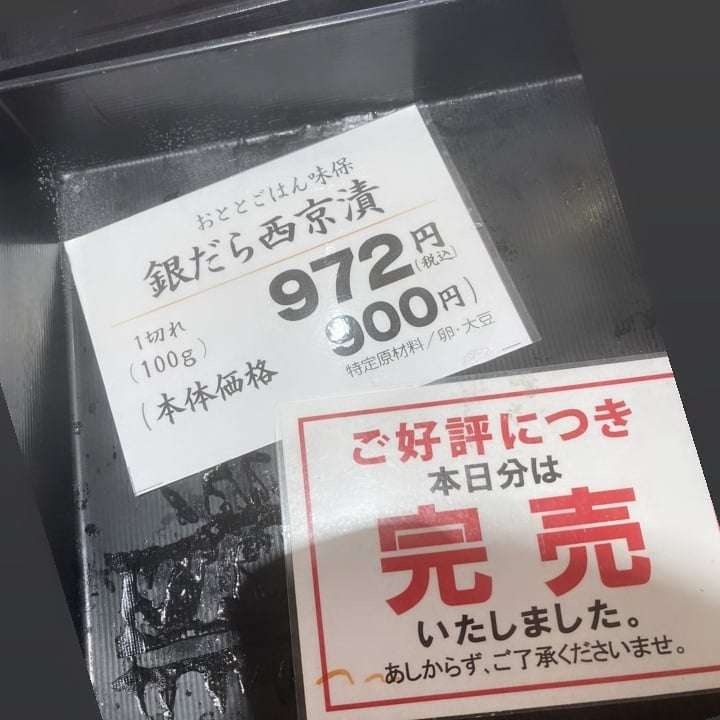 おととごはん味保
銀だら西京漬
1切れ
(100g)
972円
(税込)
(本体価格 900円)
特定原材料/卵・大豆
ご好評につき
本日分は
完売
いたしました。
あしからず、ご了承くださいませ。